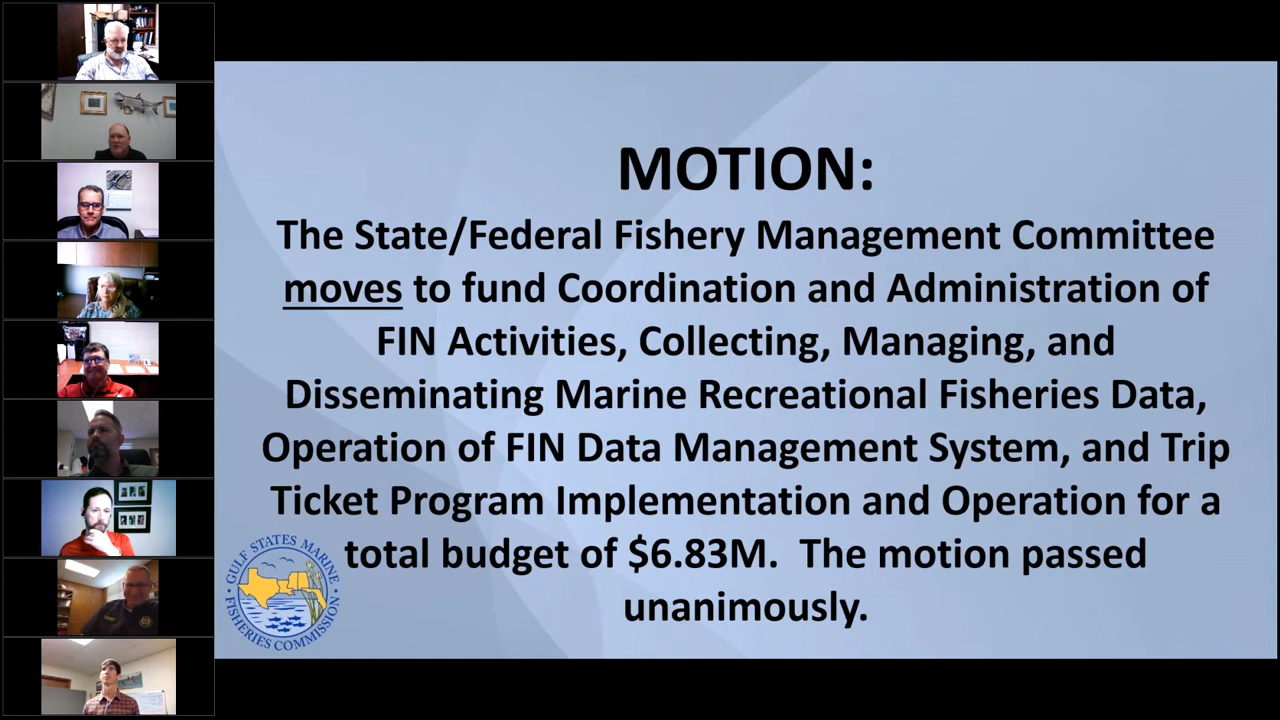 MOTION:
The State/Federal Fishery Management Committee
moves to fund Coordination and Administration of
FIN Activities, Collecting, Managing, and
Disseminating Marine Recreational Fisheries Data,
Operation of FIN Data Management System, and Trip
Ticket Program Implementation and Operation for a
total budget of $6.83M. The motion passed
unanimously.
GULF STATES MARINE
FISHERIES COMMISSION